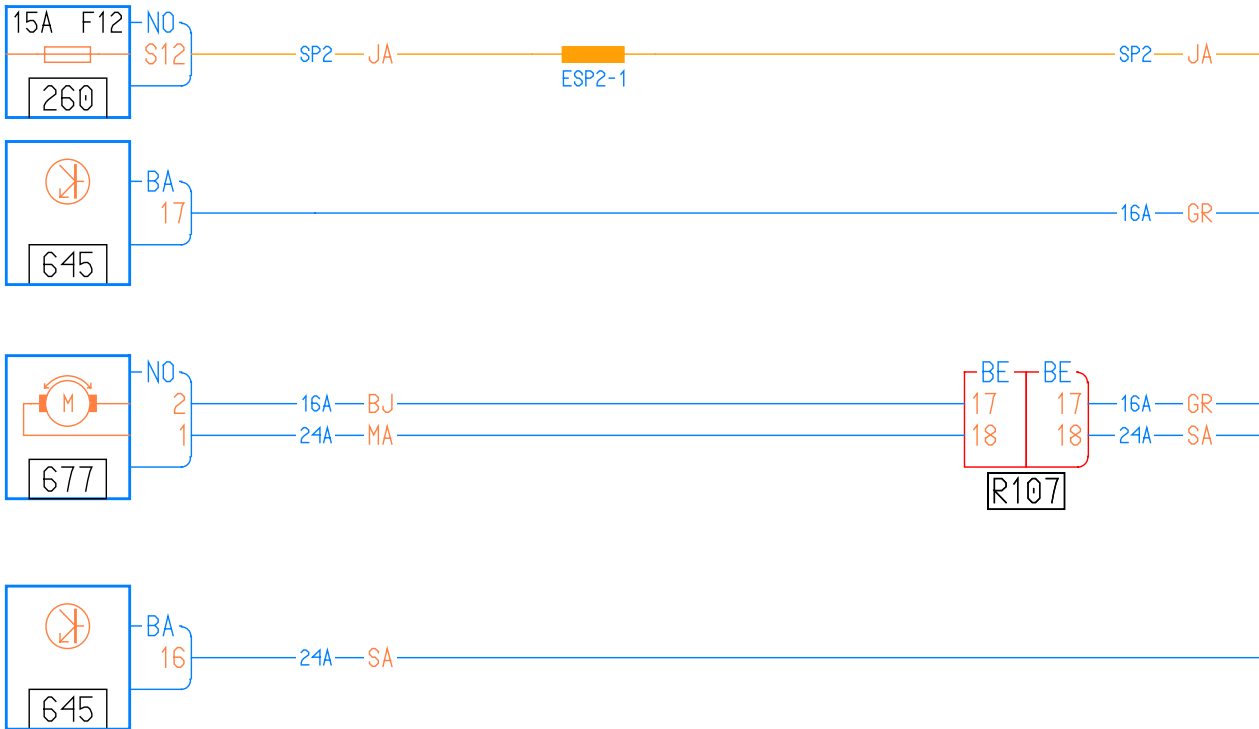 15A F12 NO
S12 SP2 JA SP2 JA
ESP2-1
260
BA
17 16A GR
645
NO BE BE
M 2 16A BJ 17 17 16A GR
1 24A MA 18 18 24A SA
677
R107
BA
16 24A SA
645